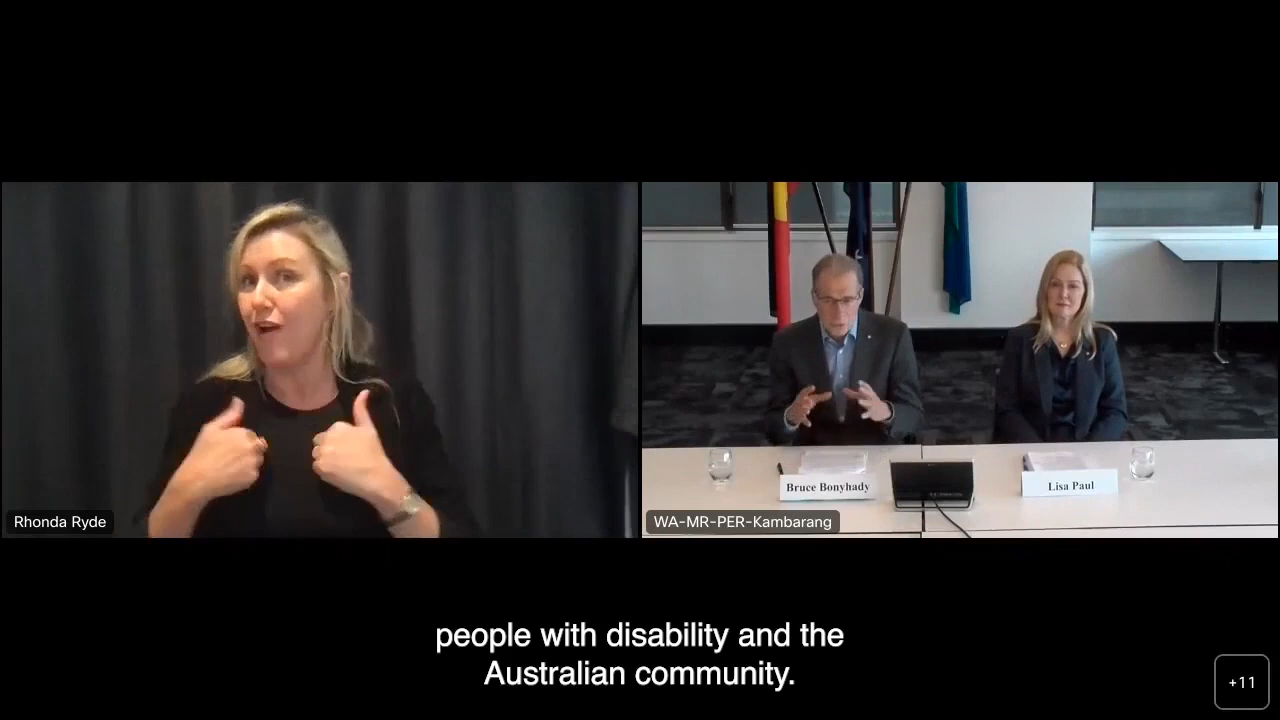 Rhonda Ryde
Bruce Bonyhady
Lisa Paul
WA-MR-PER-Kambarang
people with disability and the
Australian community.
+11